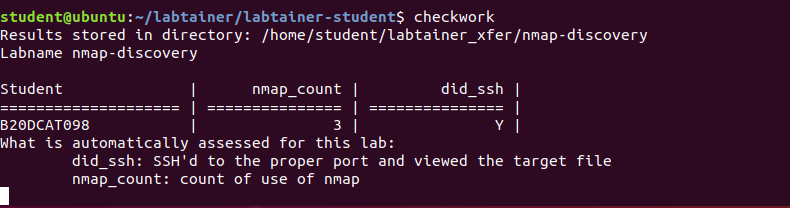 student@ubuntu:~/labtainer/labtainer-student$ checkwork
Results stored in directory: /home/student/labtainer_xfer/nmap-discovery
Labname nmap-discovery
Student | nmap_count | did_ssh |
==================== | =============== | =============== |
B20DCAT098 | 3 | Y |
What is automatically assessed for this lab:
did_ssh: SSH'd to the proper port and viewed the target file
nmap_count: count of use of nmap